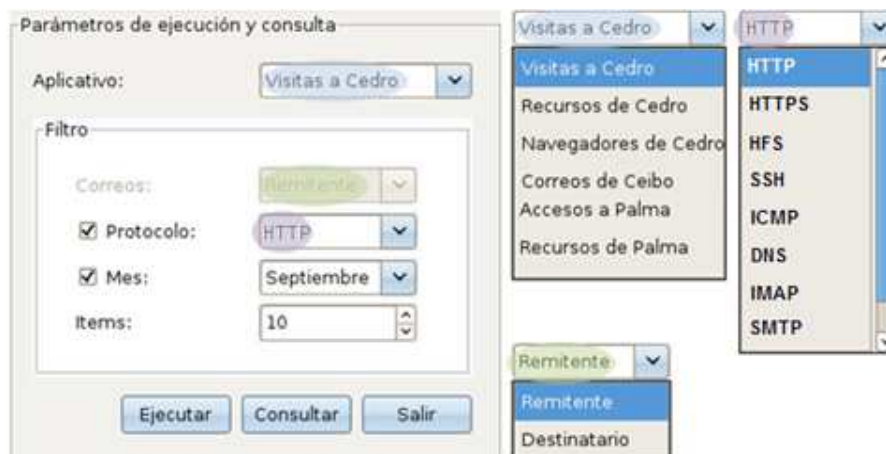 Parámetros de ejecución y consulta
Aplicativo: Visitas a Cedro
Filtro
Correos: Remitente
Protocolo: HTTP
Mes: Septiembre
Items: 10
Ejecutar Consultar Salir
Visitas a Cedro
Visitas a Cedro
Recursos de Cedro
Navegadores de Cedro
Correos de Ceibo
Accesos a Palma
Recursos de Palma
HTTP
HTTP
HTTPS
HFS
SSH
ICMP
DNS
IMAP
SMTP
Remitente
Remitente
Destinatario